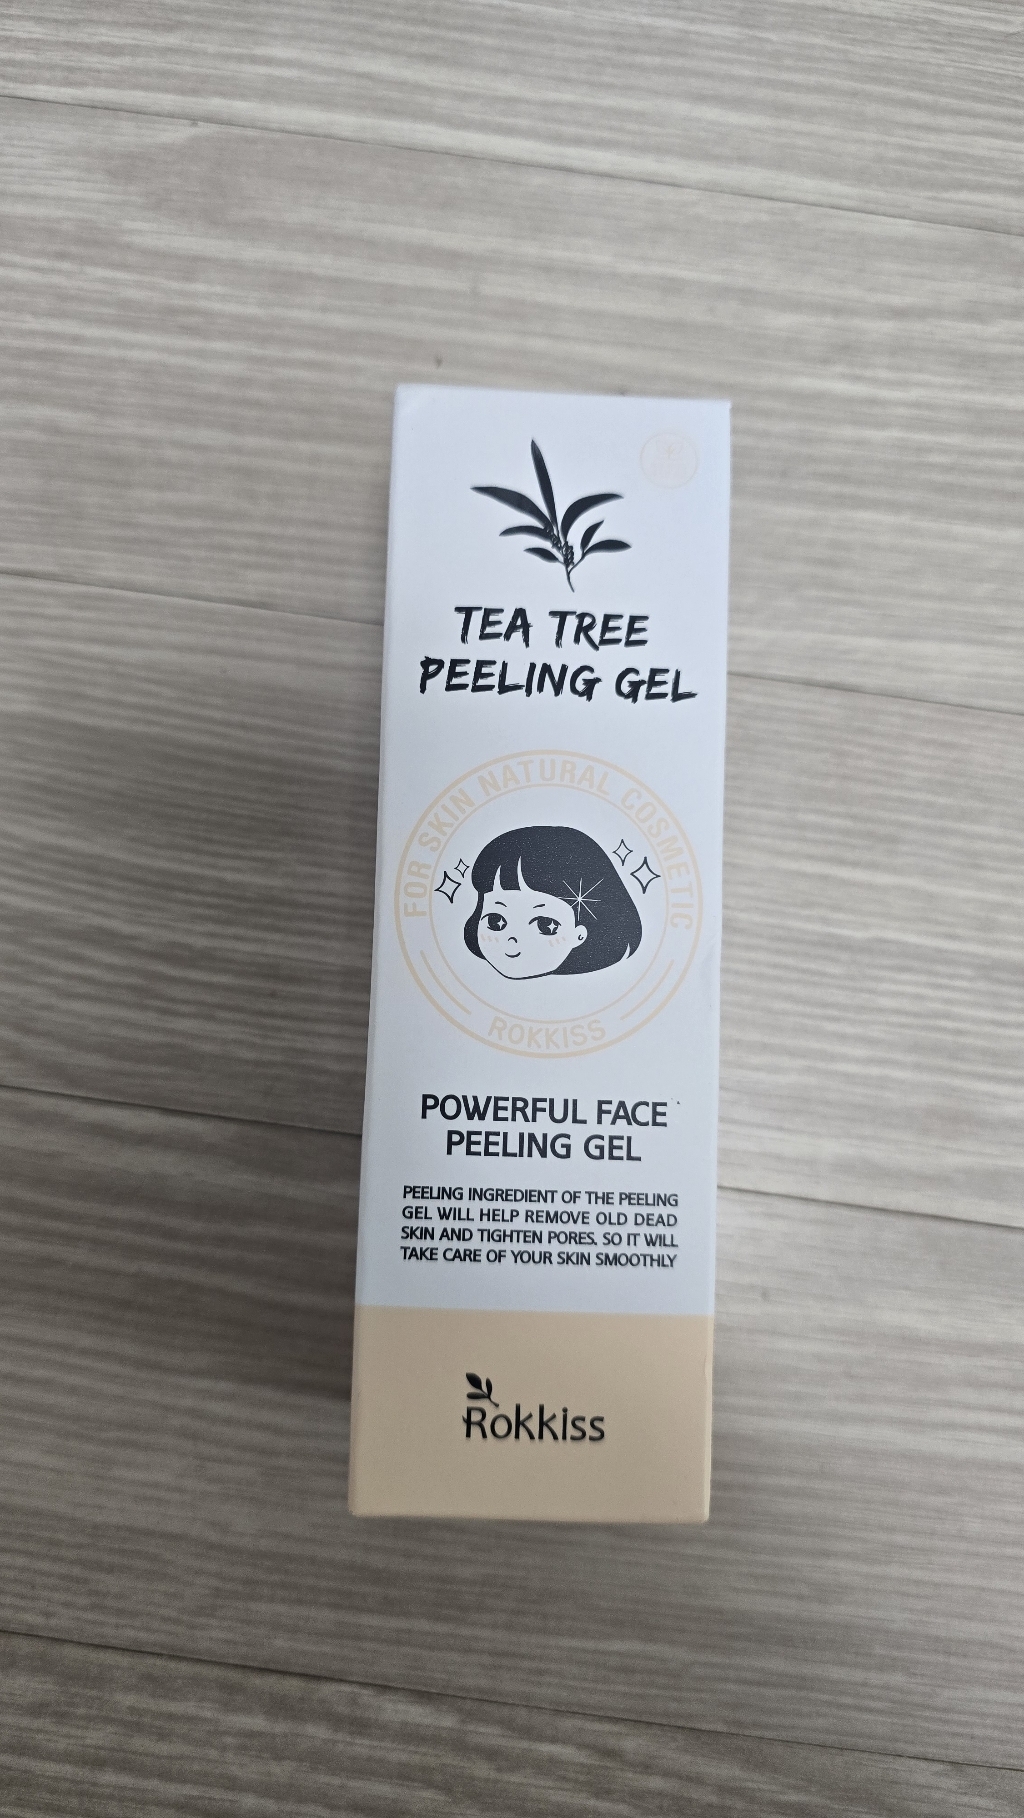 TEA TREE
PEELING GEL
FOR SKIN NATURAL COSMETIC
ROKKISS
POWERFUL FACE
PEELING GEL
PEELING INGREDIENT OF THE PEELING
GEL WILL HELP REMOVE OLD DEAD
SKIN AND TIGHTEN PORES. SO IT WILL
TAKE CARE OF YOUR SKIN SMOOTHLY
Rokkiss